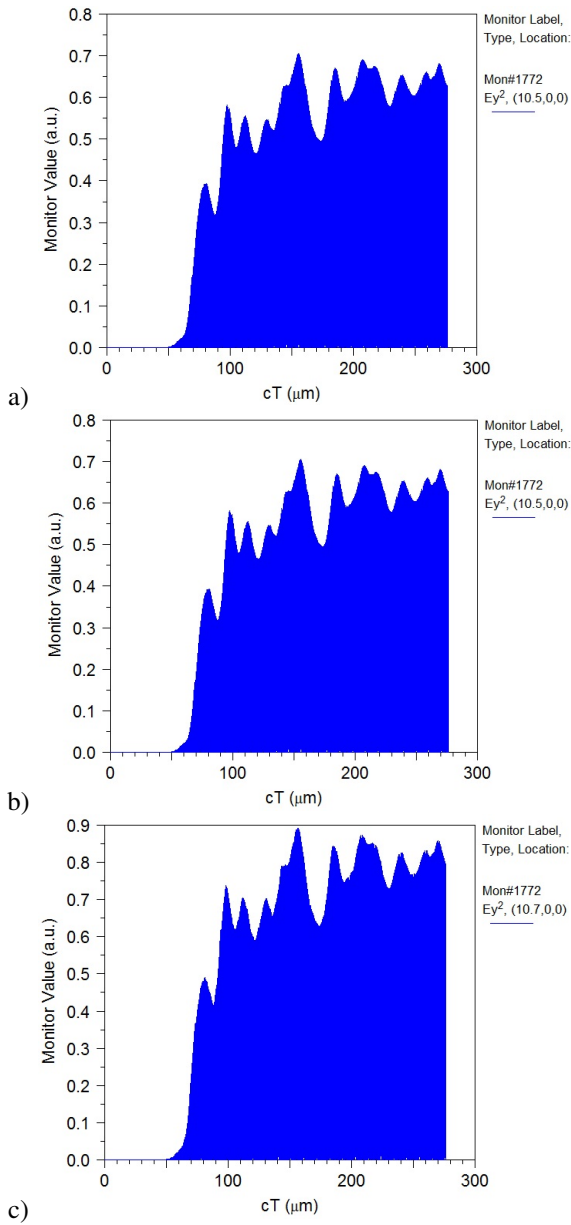 0.8
0.7
0.6
0.5
0.4
0.3
0.2
0.1
0.0
0
100
200
300
Monitor Value (a.u.)
cT (μm)
Monitor Label,
Type, Location:
Mon#1772
Ey², (10.5,0,0)
a)
0.8
0.7
0.6
0.5
0.4
0.3
0.2
0.1
0.0
0
100
200
300
Monitor Value (a.u.)
cT (μm)
Monitor Label,
Type, Location:
Mon#1772
Ey², (10.5,0,0)
b)
0.9
0.8
0.7
0.6
0.5
0.4
0.3
0.2
0.1
0.0
0
100
200
300
Monitor Value (a.u.)
cT (μm)
Monitor Label,
Type, Location:
Mon#1772
Ey², (10.7,0,0)
c)